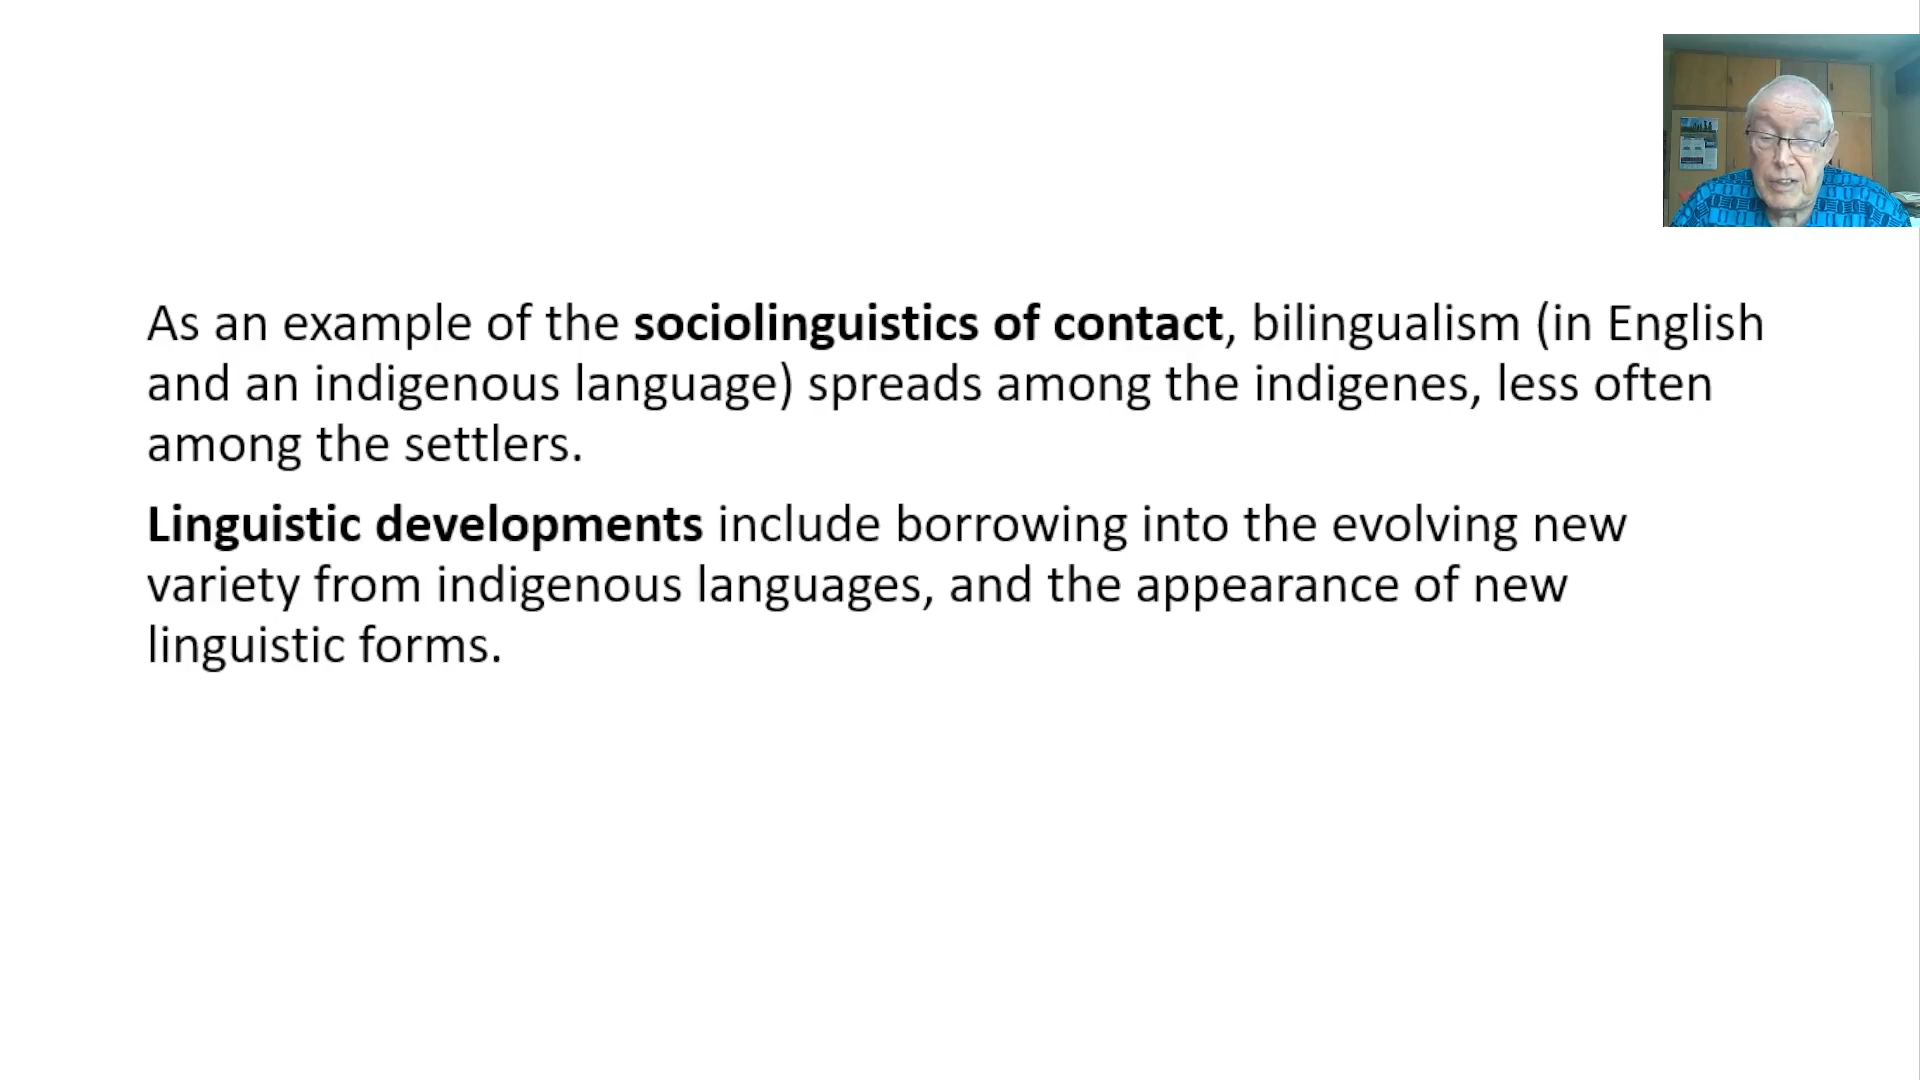 As an example of the sociolinguistics of contact, bilingualism (in English
and an indigenous language) spreads among the indigenes, less often
among the settlers.
Linguistic developments include borrowing into the evolving new
variety from indigenous languages, and the appearance of new
linguistic forms.